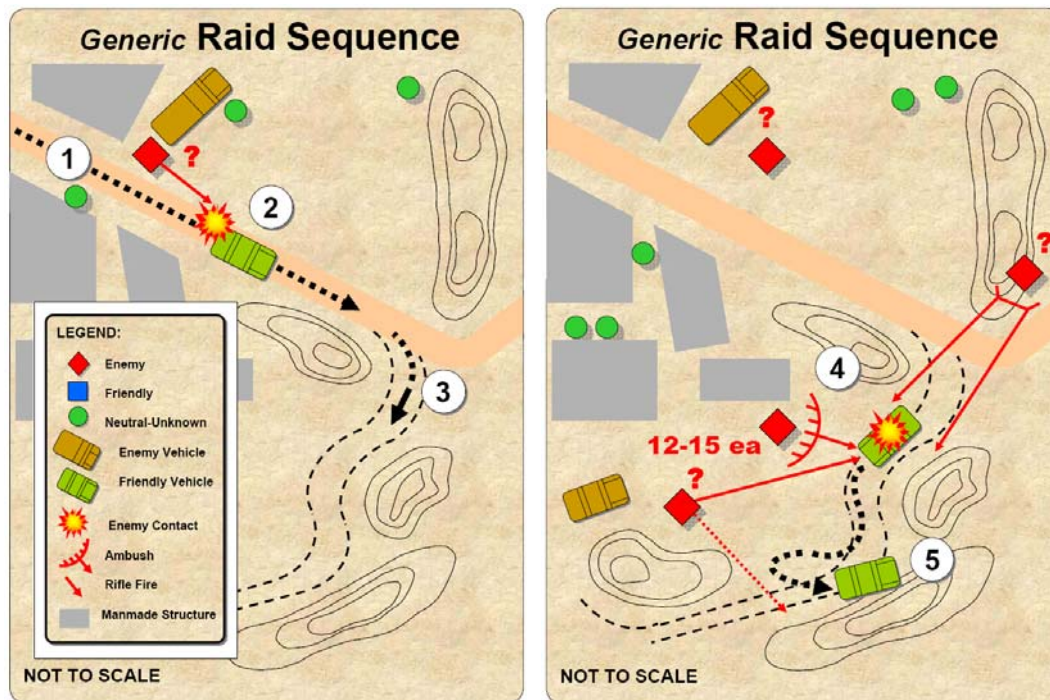 Generic Raid Sequence
1
?
2
3
LEGEND:
Enemy
Friendly
Neutral-Unknown
Enemy Vehicle
Friendly Vehicle
Enemy Contact
Ambush
Rifle Fire
Manmade Structure
NOT TO SCALE
Generic Raid Sequence
?
?
4
12-15 ea
?
5
NOT TO SCALE